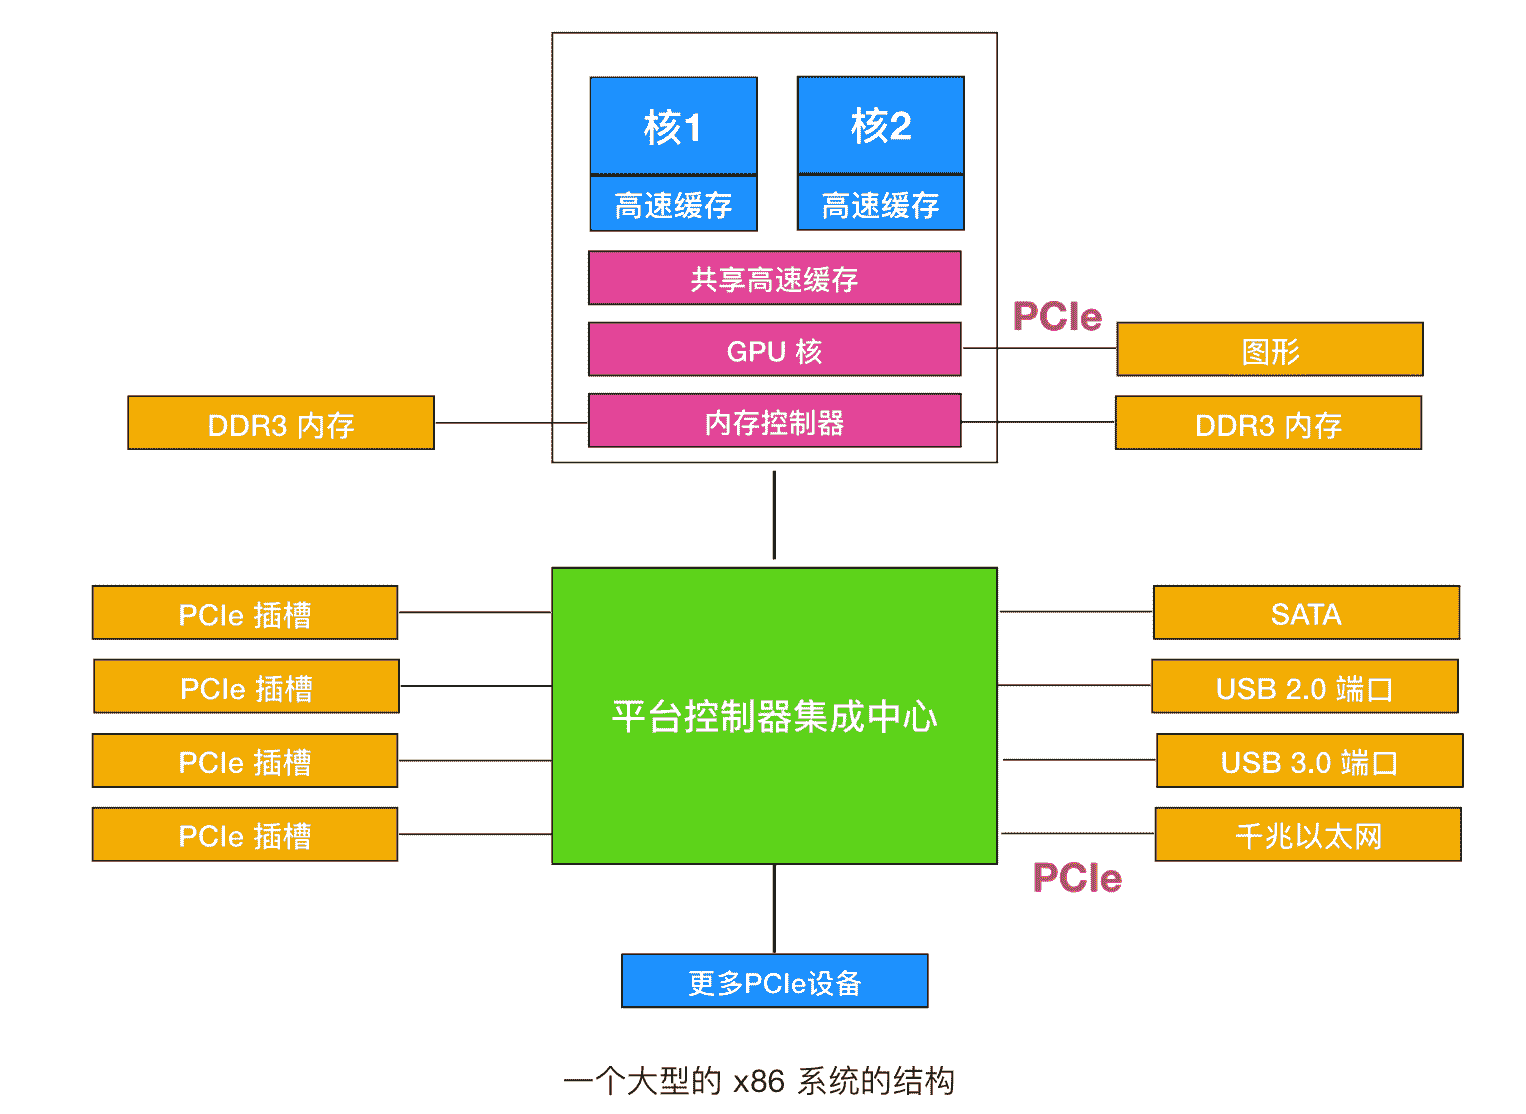 核1
核2
高速缓存
高速缓存
共享高速缓存
PCIe
GPU 核
图形
DDR3 内存
内存控制器
DDR3 内存
PCIe 插槽
SATA
PCIe 插槽
USB 2.0 端口
平台控制器集成中心
PCIe 插槽
USB 3.0 端口
PCIe 插槽
千兆以太网
PCIe
更多PCIe设备
一个大型的 x86 系统的结构